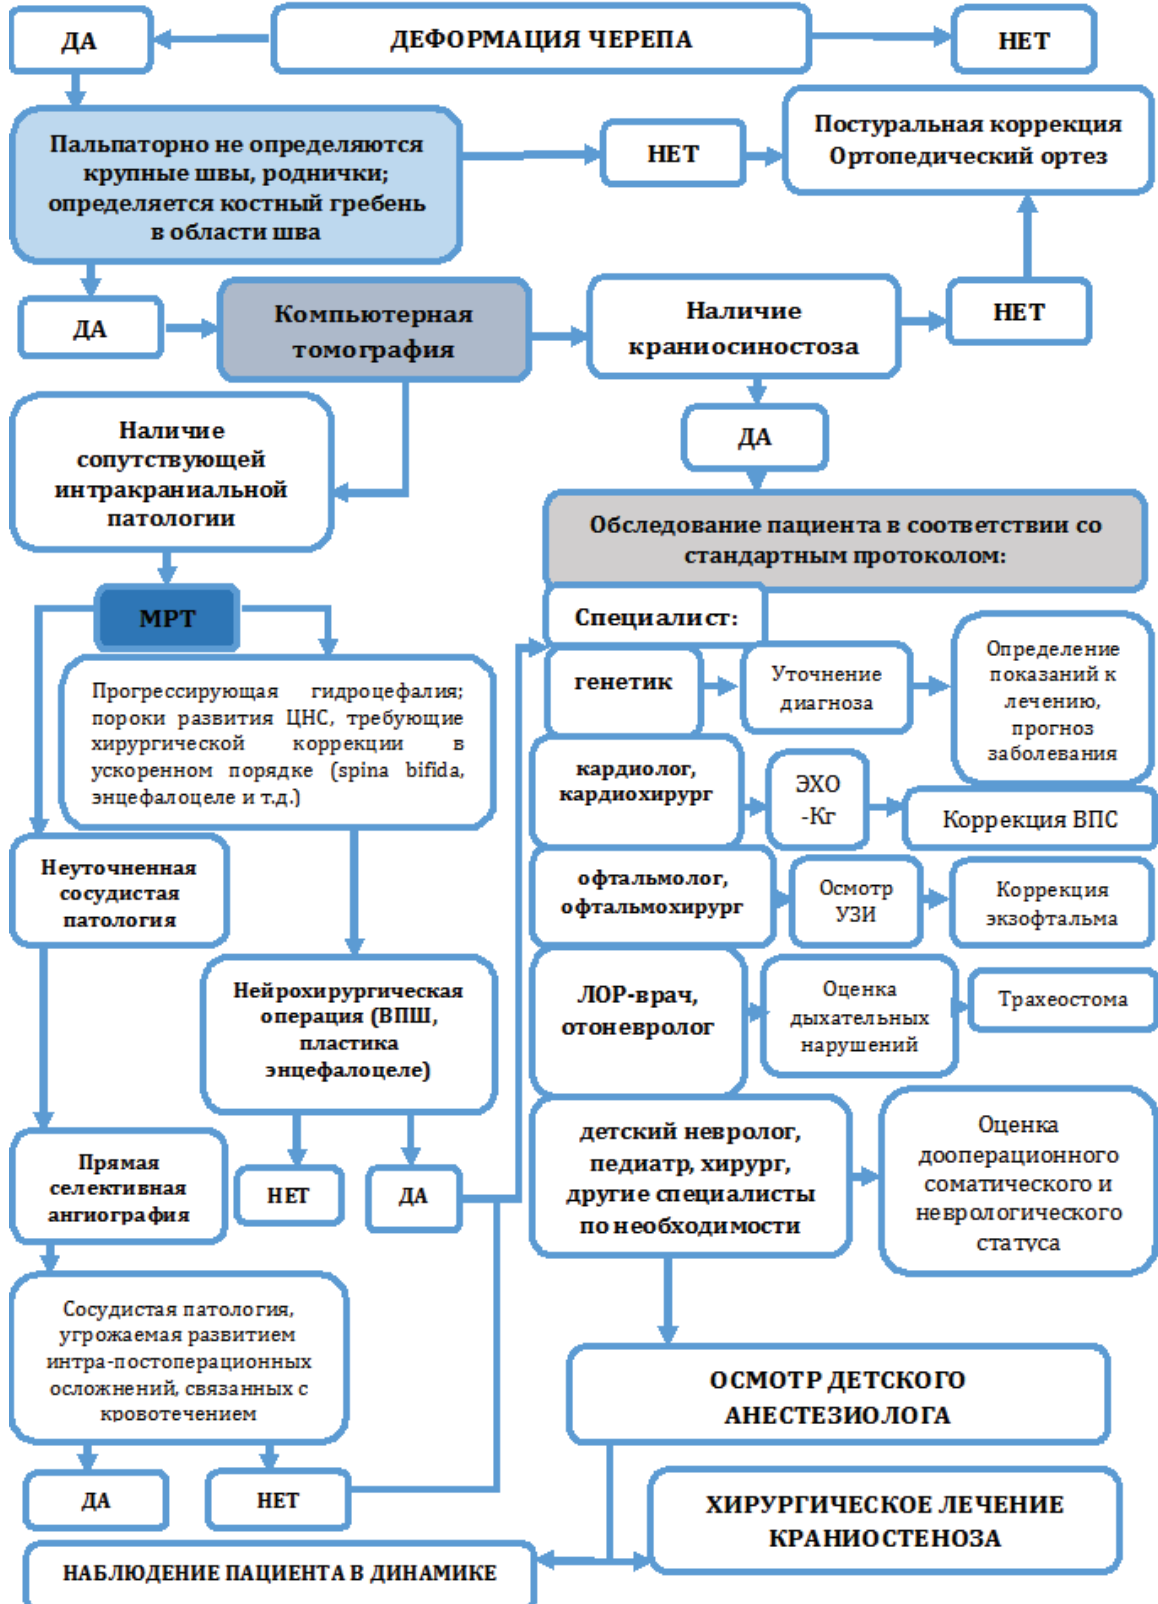 ДА
ДЕФОРМАЦИЯ ЧЕРЕПА
НЕТ
Пальпаторно не определяются
крупные швы, роднички;
определяется костный гребень
в области шва
НЕТ
Постуральная коррекция
Ортопедический ортез
ДА
Компьютерная
томография
Наличие
краниосиностоза
НЕТ
Наличие
сопутствующей
интракраниальной
патологии
ДА
Обследование пациента в соответствии со
стандартным протоколом:
МРТ
Специалист:
Прогрессирующая гидроцефалия;
пороки развития ЦНС, требующие
хирургической коррекции в
ускоренном порядке (spina bifida,
энцефалоцеле и т.д.)
генетик
Уточнение
диагноза
Определение
показаний к
лечению,
прогноз
заболевания
кардиолог,
кардиохирург
ЭХО
-Кг
Коррекция ВПС
Неуточненная
сосудистая
патология
офтальмолог,
офтальмохирург
Осмотр
УЗИ
Коррекция
экзофтальма
Нейрохирургическая
операция (ВПШ,
пластика
энцефалоцеле)
ЛОР-врач,
отоневролог
Оценка
дыхательных
нарушений
Трахеостома
Прямая
селективная
ангиография
НЕТ
ДА
детский невролог,
педиатр, хирург,
другие специалисты
по необходимости
Оценка
дооперационного
соматического и
неврологического
статуса
Сосудистая патология,
угрожаемая развитием
интра-постоперационных
осложнений, связанных с
кровотечением
ОСМОТР ДЕТСКОГО
АНЕСТЕЗИОЛОГА
ДА
НЕТ
ХИРУРГИЧЕСКОЕ ЛЕЧЕНИЕ
КРАНИОСТЕНОЗА
НАБЛЮДЕНИЕ ПАЦИЕНТА В ДИНАМИКЕ